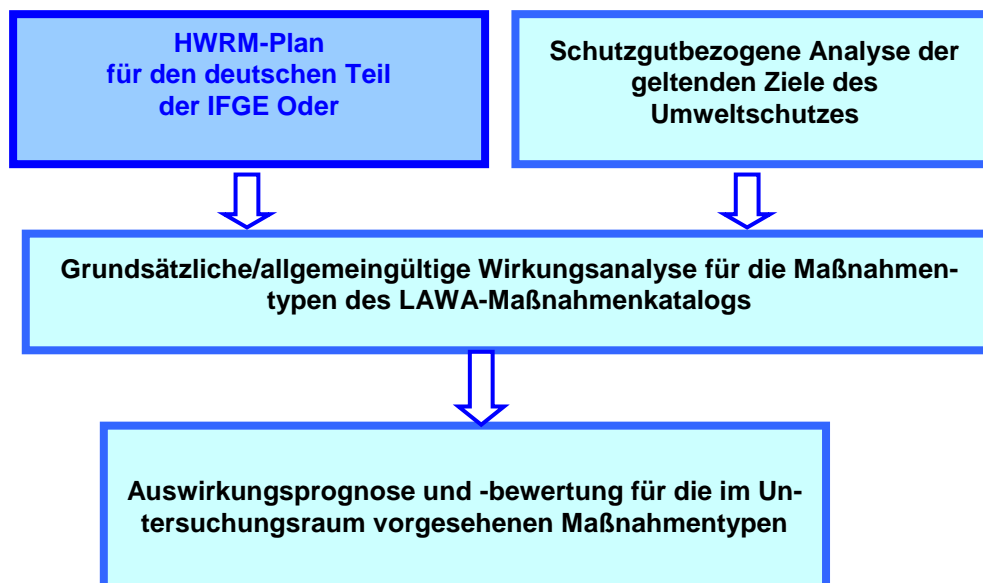 HWRM-Plan
für den deutschen Teil
der IFGE Oder
Schutzgutbezogene Analyse der
geltenden Ziele des
Umweltschutzes
Grundsätzliche/allgemeingültige Wirkungsanalyse für die Maßnahmen-
typen des LAWA-Maßnahmenkatalogs
Auswirkungsprognose und -bewertung für die im Un-
tersuchungsraum vorgesehenen Maßnahmentypen